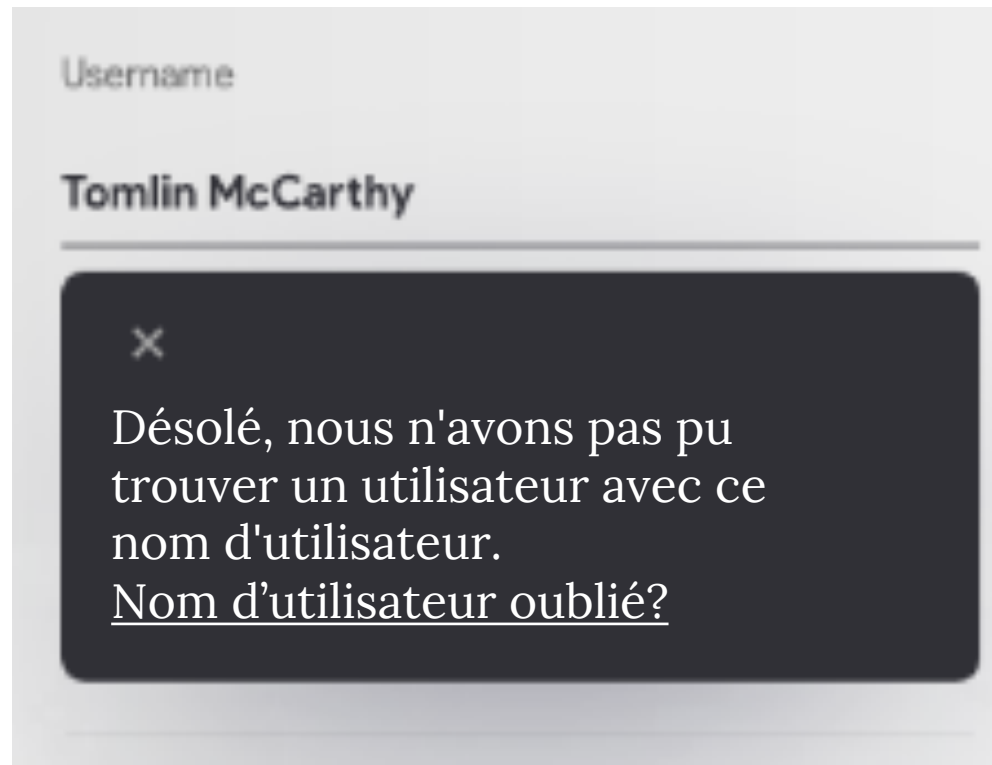 Username
Tomlin McCarthy
×
Désolé, nous n'avons pas pu
trouver un utilisateur avec ce
nom d'utilisateur.
Nom d’utilisateur oublié?